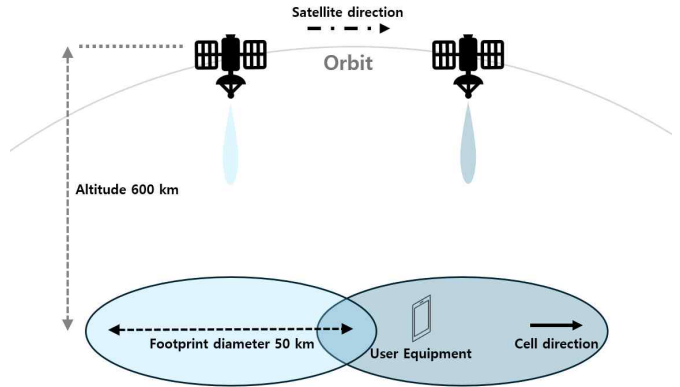 Satellite direction
Orbit
Altitude 600 km
Footprint diameter 50 km
User Equipment
Cell direction